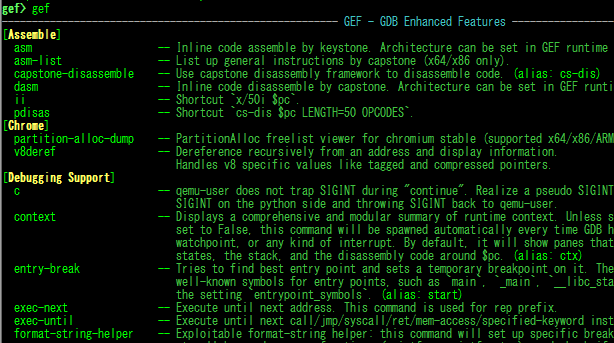 gef> gef
GEF - GDB Enhanced Features
[Assemble]
asm -- Inline code assemble by keystone. Architecture can be set in GEF runtime
asm-list -- List up general instructions by capstone (x64/x86 only).
capstone-disassemble -- Use capstone disassembly framework to disassemble code. (alias: cs-dis)
dasm -- Inline code disassemble by capstone. Architecture can be set in GEF runti
ii -- Shortcut `x/50i $pc`.
pdisas -- Shortcut `cs-dis $pc LENGTH=50 OPCODES`.
[Chrome]
partition-alloc-dump -- PartitionAlloc freelist viewer for chromium stable (supported x64/x86/ARM
v8deref -- Dereference recursively from an address and display information.
Handles v8 specific values like tagged and compressed pointers.
[Debugging Support]
c -- qemu-user does not trap SIGINT during "continue". Realize a pseudo SIGINT
SIGINT on the python side and throwing SIGINT back to qemu-user.
context -- Displays a comprehensive and modular summary of runtime context. Unless s
set to False, this command will be spawned automatically every time GDB h
watchpoint, or any kind of interrupt. By default, it will show panes that
states, the stack, and the disassembly code around $pc. (alias: ctx)
entry-break -- Tries to find best entry point and sets a temporary breakpoint on it. The
well-known symbols for entry points, such as `main`, `_main`, `__libc_sta
the setting `entrypoint_symbols`. (alias: start)
exec-next -- Execute until next address. This command is used for rep prefix.
exec-until -- Execute until next call/jmp/syscall/ret/mem-access/specified-keyword inst
format-string-helper -- Exploitable format-string helper: this command will set up specific break